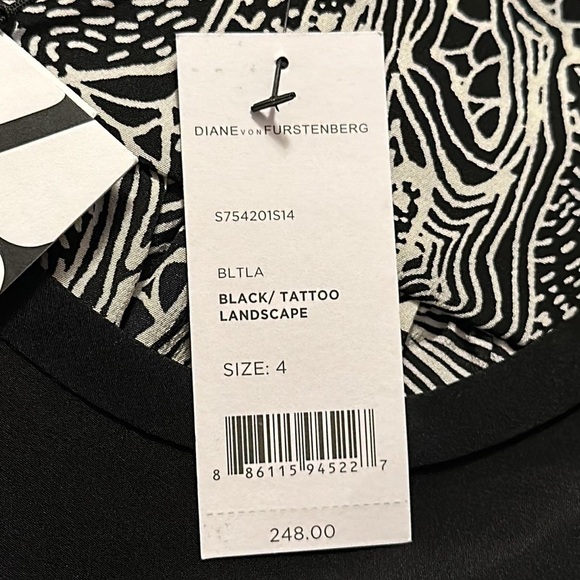 DIANE VON FURSTENBERG
S754201S14
BLTLA
BLACK/ TATTOO
LANDSCAPE
SIZE: 4
8 86115 94522 7
248.00